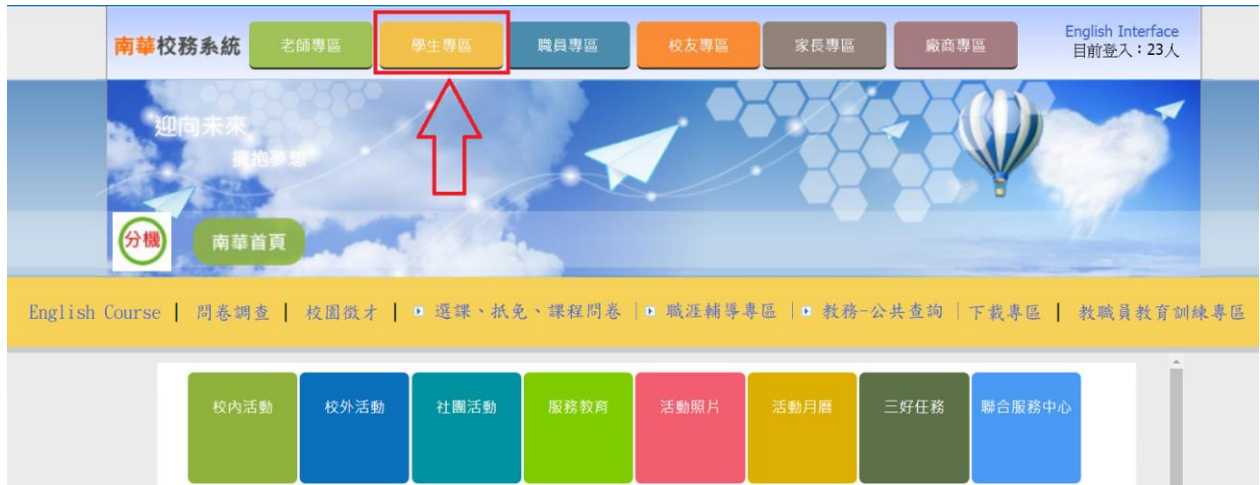 南華校務系統 老師專區 學生專區 職員專區 校友專區 家長專區 廠商專區 English Interface
目前登入：23人
迎向未來
擁抱夢想
分機 南華首頁
English Course | 問卷調查 | 校園徵才 | 選課、抵免、課程問卷 | 職涯輔導專區 | 教務-公共查詢 | 下載專區 | 教職員教育訓練專區
校內活動 校外活動 社團活動 服務教育 活動照片 活動月曆 三好任務 聯合服務中心